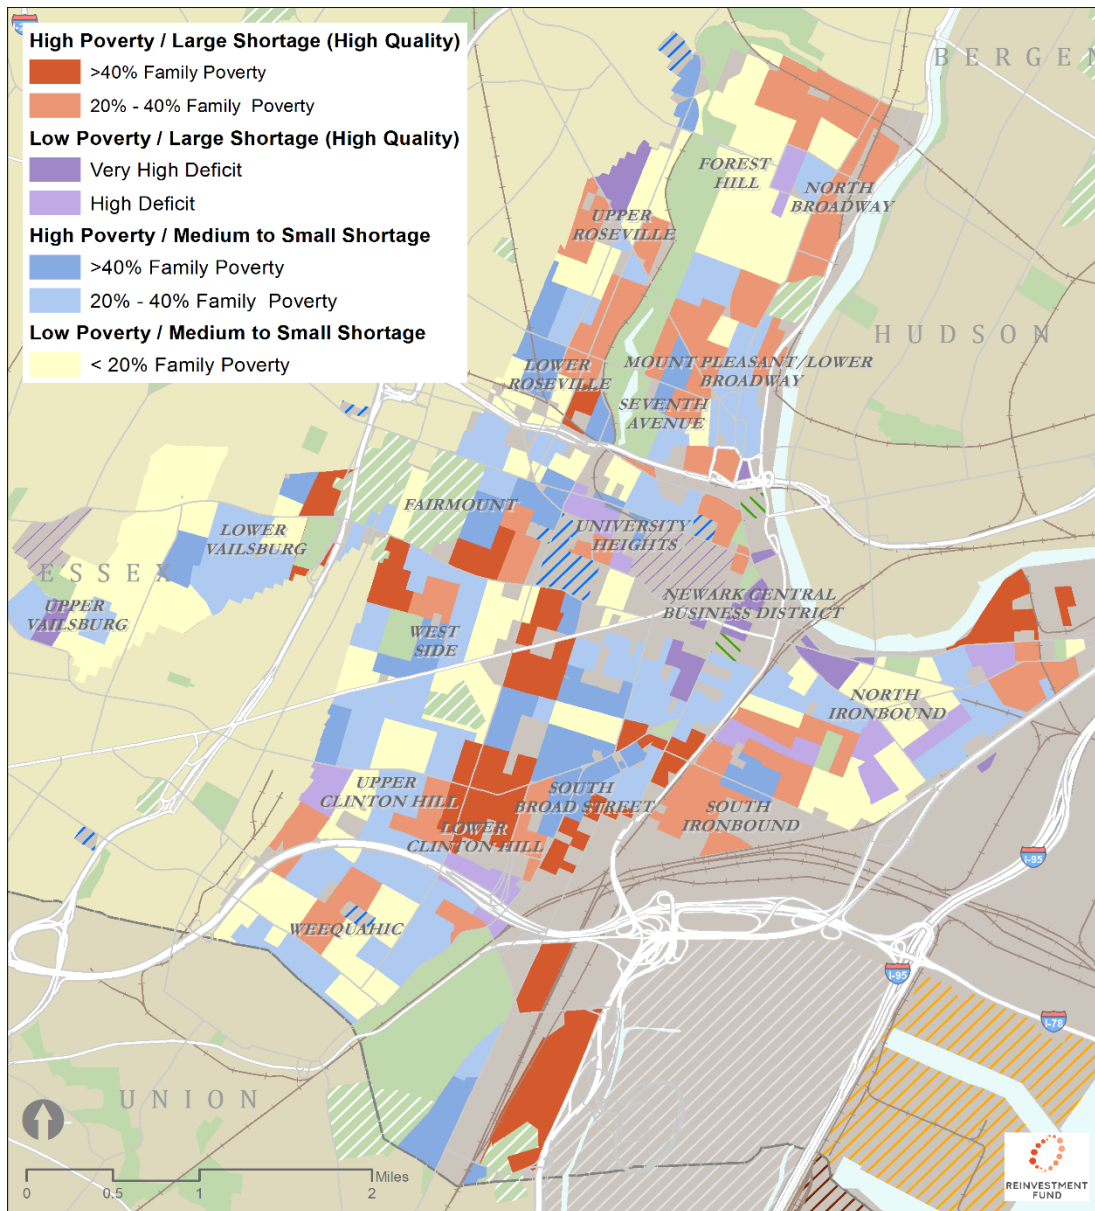 High Poverty / Large Shortage (High Quality)
>40% Family Poverty
20% - 40% Family  Poverty
Low Poverty / Large Shortage (High Quality)
Very High Deficit
High Deficit
High Poverty / Medium to Small Shortage
>40% Family Poverty
20% - 40% Family  Poverty
Low Poverty / Medium to Small Shortage
< 20% Family Poverty
BERGEN
HUDSON
ESSEX
UNION
FOREST
HILL
NORTH
BROADWAY
UPPER
ROSEVILLE
LOWER
ROSEVILLE
MOUNT PLEASANT/LOWER
BROADWAY
SEVENTH
AVENUE
FAIRMOUNT
UNIVERSITY
HEIGHTS
LOWER
VAILSBURG
UPPER
VAILSBURG
NEWARK CENTRAL
BUSINESS DISTRICT
WEST
SIDE
NORTH
IRONBOUND
UPPER
CLINTON HILL
SOUTH
BROAD STREET
SOUTH
IRONBOUND
LOWER
CLINTON HILL
WEEQUAHIC
I-95
I-95
I-78
0
0.5
1
2
Miles
REINVESTMENT
FUND